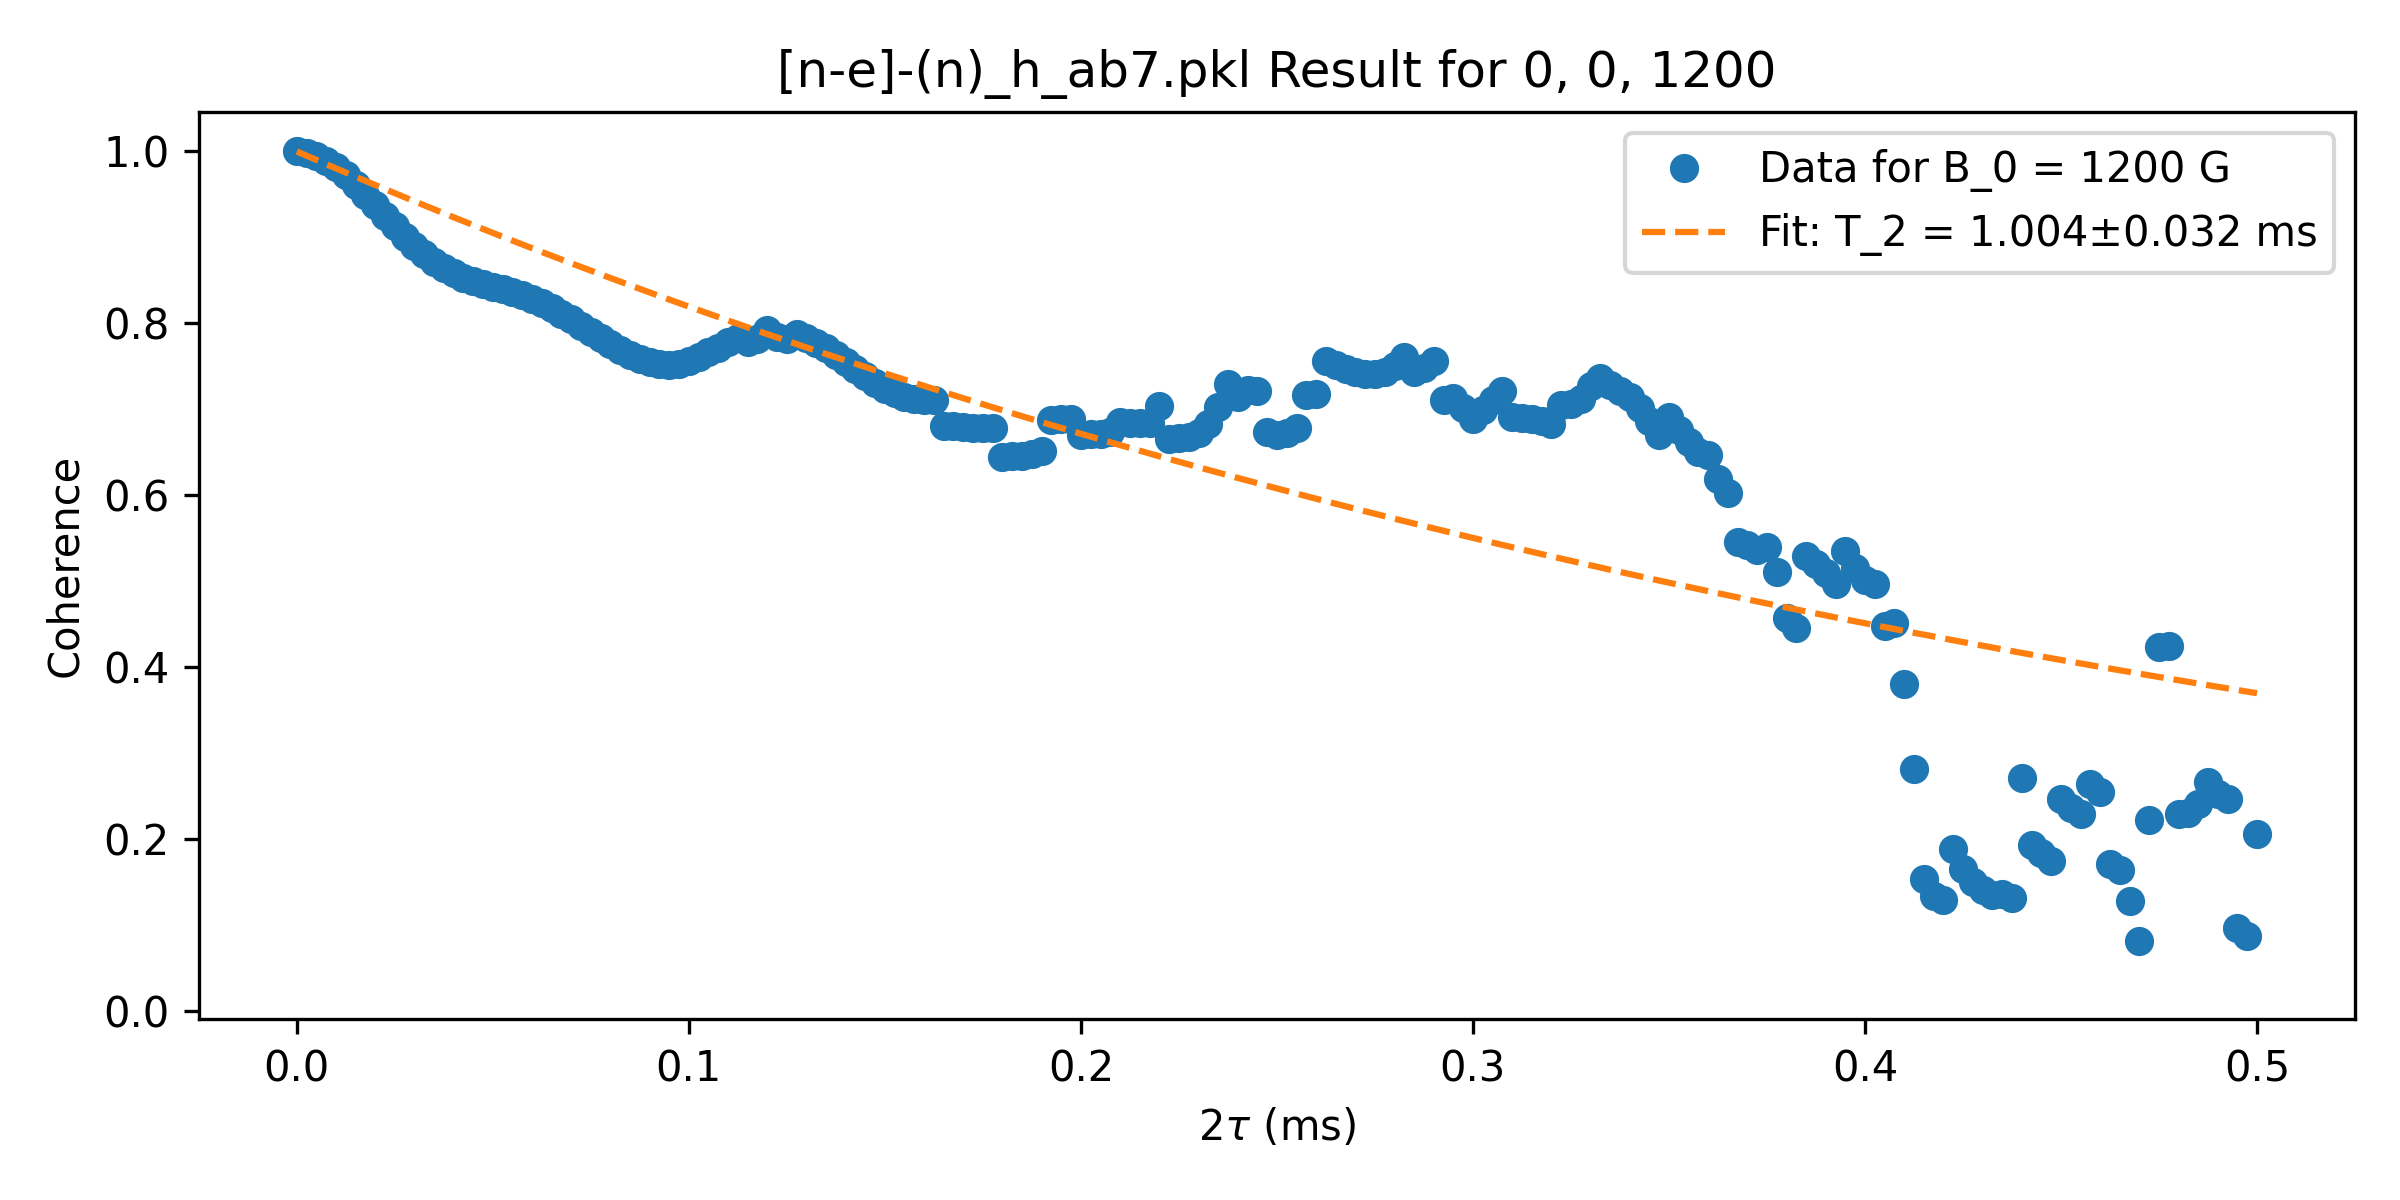 [n-e]-(n)_h_ab7.pkl Result for 0, 0, 1200
Data for B_0 = 1200 G
Fit: T_2 = 1.004±0.032 ms
Coherence
1.0
0.8
0.6
0.4
0.2
0.0
0.0 0.1 0.2 0.3 0.4 0.5
2τ (ms)